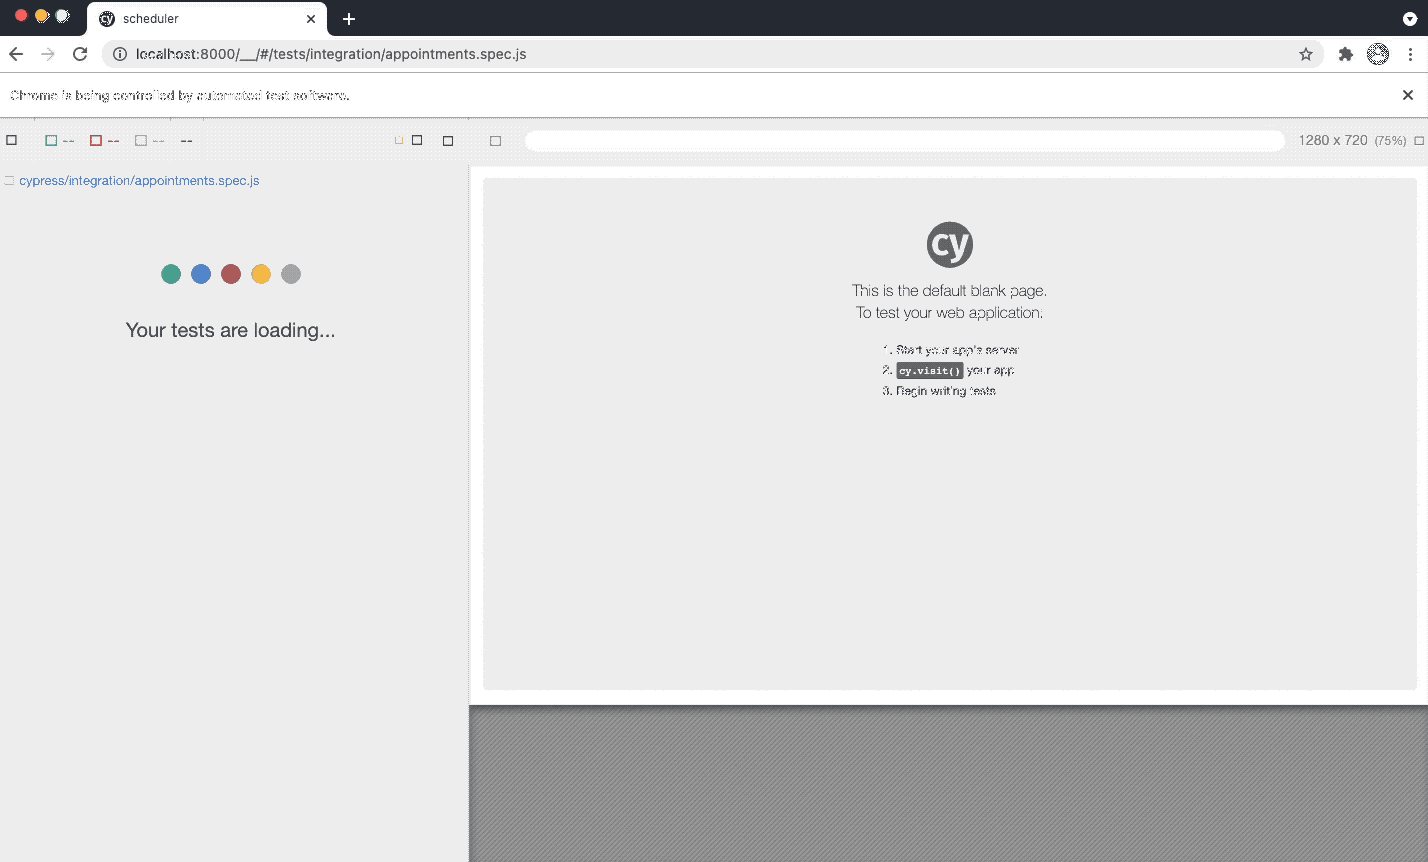 scheduler
localhost:8000/__/#/tests/integration/appointments.spec.js
Chrome is being controlled by automated test software.
-- -- -- --
1280 x 720 (75%)
cypress/integration/appointments.spec.js
Your tests are loading...
cy
This is the default blank page.
To test your web application:
1. Start your app's server
2. cy.visit() your app
3. Begin writing tests